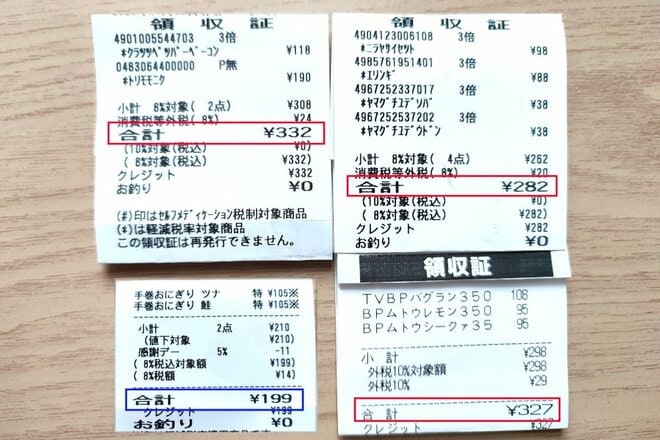 領収証
4901005544703 3倍
*クラツツペツパーベーコン ¥118
0483064400000 P無
*トリモモニク ¥190
小計 8%対象( 2点) ¥308
消費税等外税( 8%) ¥24
合計 ¥332
(10%対象(税込) ¥0)
( 8%対象(税込) ¥332)
クレジット ¥332
お釣り ¥0
(#)印はセルフメディケーション税制対象商品
(*)は軽減税率対象商品
この領収証は再発行できません。
領収証
4904123006108 3倍
*ニラヤサイセット ¥98
4985761951401 3倍
*エリンギ ¥88
4967252337017 3倍
*ヤマグチユデソバ ¥38
4967252537202 3倍
*ヤマグチユデウドン ¥38
小計 8%対象( 4点) ¥262
消費税等外税( 8%) ¥20
合計 ¥282
(10%対象(税込) ¥0)
( 8%対象(税込) ¥282)
クレジット ¥282
お釣り ¥0
手巻おにぎり ツナ 特 ¥105※
手巻おにぎり 鮭 特 ¥105※
小計 2点 ¥210
(値下対象 ¥210)
感謝デー 5% -11
( 8%税込対象額 ¥199)
( 8%税額 ¥14)
合計 ¥199
クレジット ¥199
お釣り ¥0
領収証
TVBPバグラン350 108
BPムトウレモン350 95
BPムトウシークァ35 95
小計 ¥298
外税10%対象額 ¥298
外税10% ¥29
合計 ¥327
クレジット ¥327